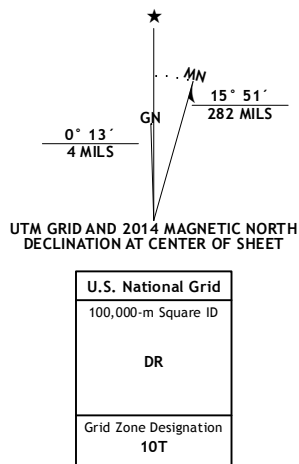 ★
MN
GN
15° 51´
282 MILS
0° 13´
4 MILS
UTM GRID AND 2014 MAGNETIC NORTH
DECLINATION AT CENTER OF SHEET
U.S. National Grid
100,000-m Square ID
DR
Grid Zone Designation
10T